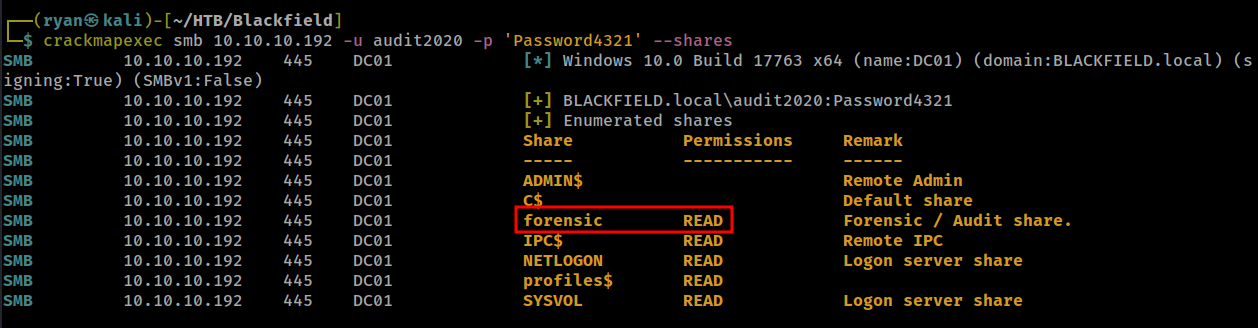 ┌──(ryan㉿kali)-[~/HTB/Blackfield]
└─$ crackmapexec smb 10.10.10.192 -u audit2020 -p 'Password4321' --shares
SMB 10.10.10.192 445 DC01 [*] Windows 10.0 Build 17763 x64 (name:DC01) (domain:BLACKFIELD.local) (s
igning:True) (SMBv1:False)
SMB 10.10.10.192 445 DC01 [+] BLACKFIELD.local\audit2020:Password4321
SMB 10.10.10.192 445 DC01 [+] Enumerated shares
SMB 10.10.10.192 445 DC01 Share Permissions Remark
SMB 10.10.10.192 445 DC01 ----- ----------- ------
SMB 10.10.10.192 445 DC01 ADMIN$ Remote Admin
SMB 10.10.10.192 445 DC01 C$ Default share
SMB 10.10.10.192 445 DC01 forensic READ Forensic / Audit share.
SMB 10.10.10.192 445 DC01 IPC$ READ Remote IPC
SMB 10.10.10.192 445 DC01 NETLOGON READ Logon server share
SMB 10.10.10.192 445 DC01 profiles$ READ
SMB 10.10.10.192 445 DC01 SYSVOL READ Logon server share